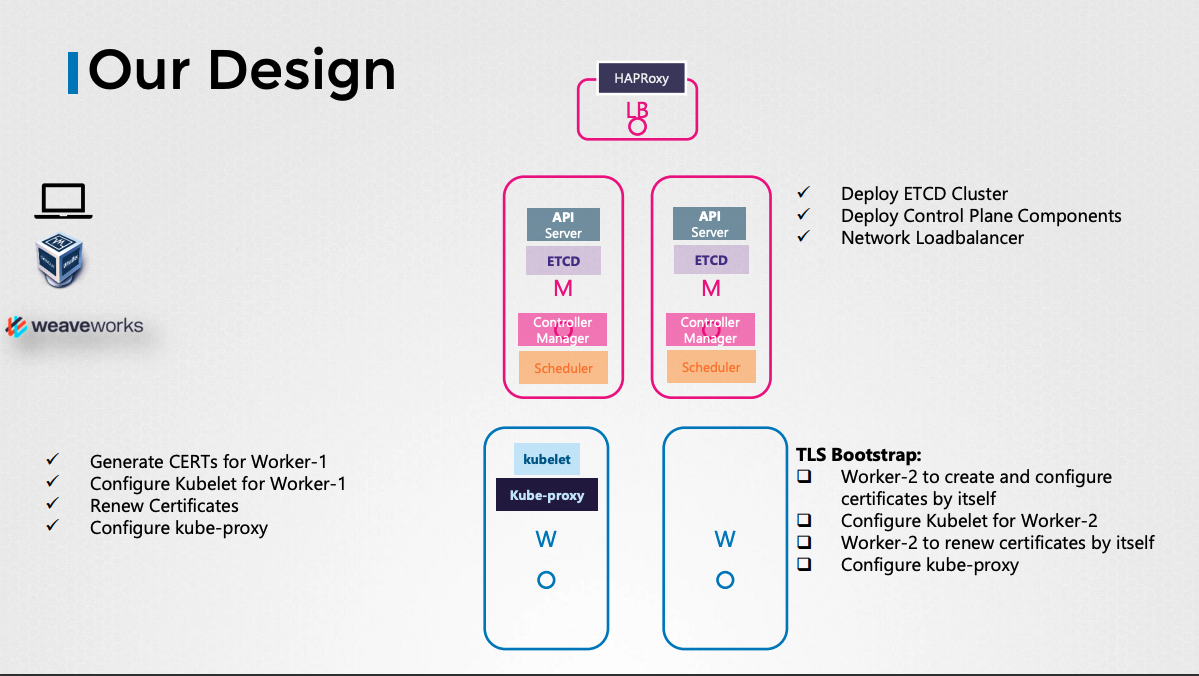 Our Design
HAPRoxy
LB
API
Server
ETCD
M
Controller
Manager
Scheduler
API
Server
ETCD
M
Controller
Manager
Scheduler
Deploy ETCD Cluster
Deploy Control Plane Components
Network Loadbalancer
weaveworks
Generate CERTs for Worker-1
Configure Kubelet for Worker-1
Renew Certificates
Configure kube-proxy
kubelet
Kube-proxy
W
W
TLS Bootstrap:
Worker-2 to create and configure
certificates by itself
Configure Kubelet for Worker-2
Worker-2 to renew certificates by itself
Configure kube-proxy